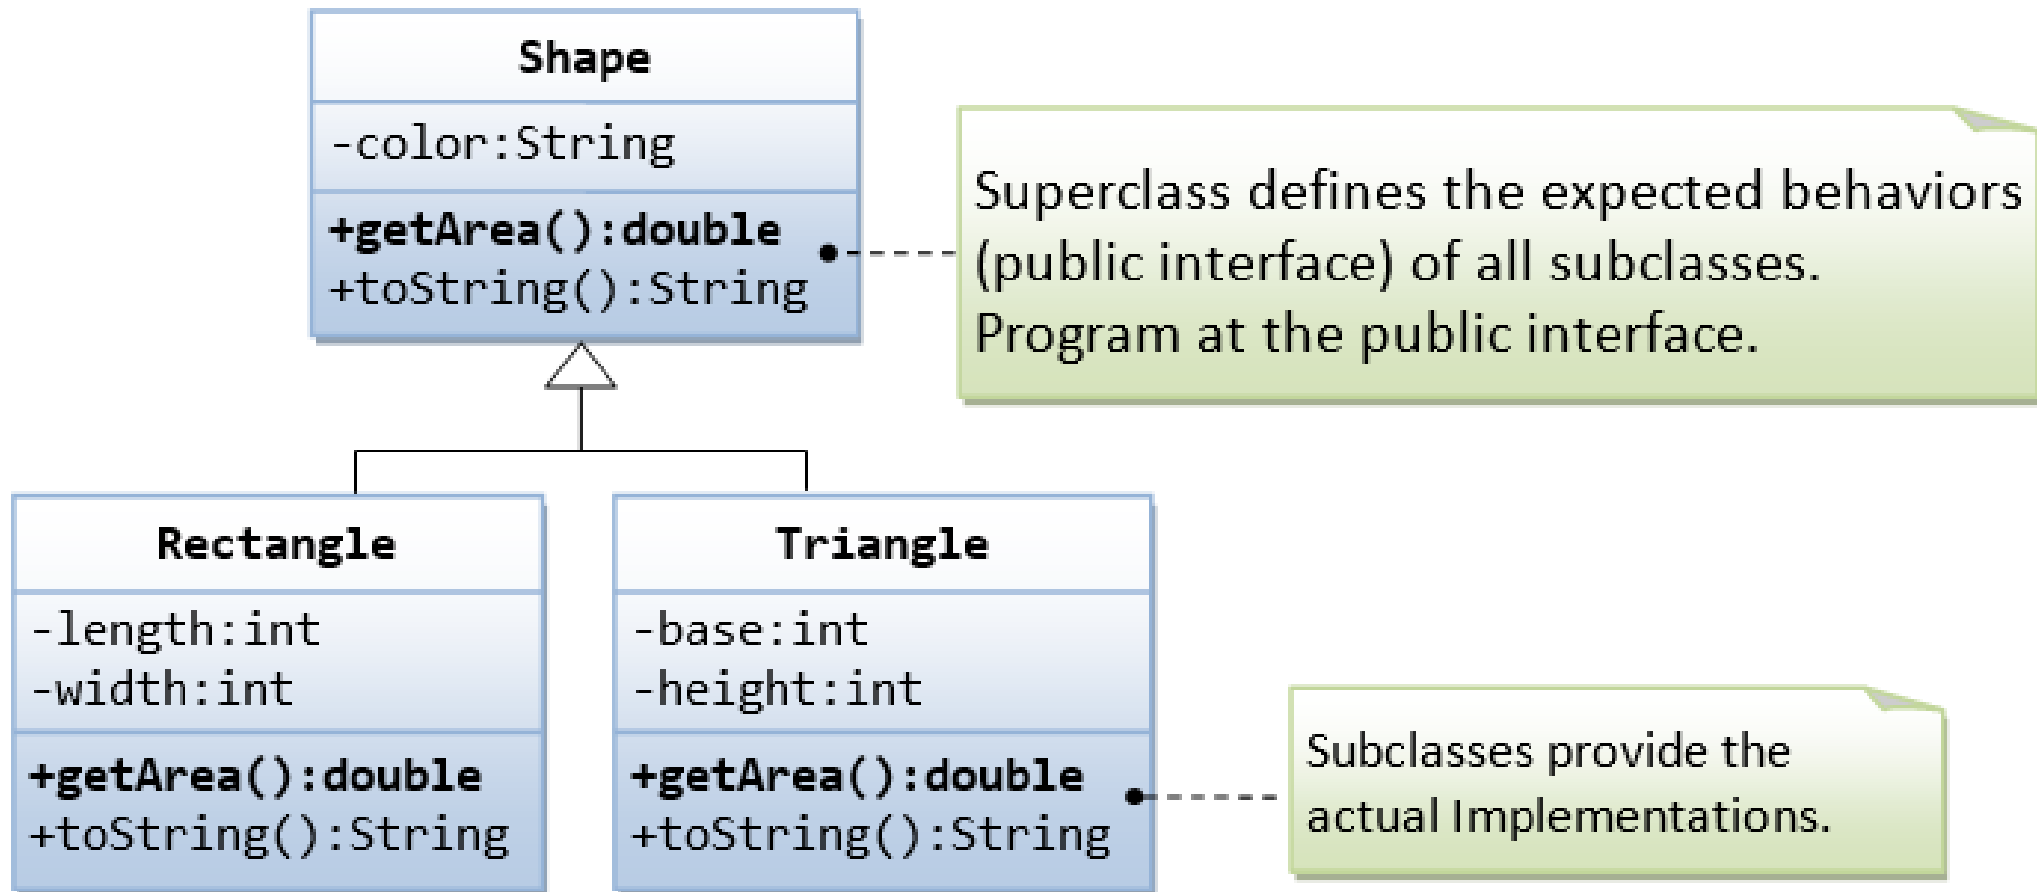 Shape
-color:String
+getArea():double
+toString():String
Superclass defines the expected behaviors
(public interface) of all subclasses.
Program at the public interface.
Rectangle
-length:int
-width:int
+getArea():double
+toString():String
Triangle
-base:int
-height:int
+getArea():double
+toString():String
Subclasses provide the
actual Implementations.